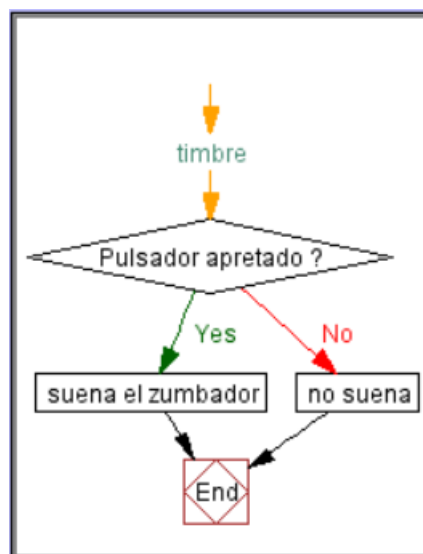 timbre
Pulsador apretado ?
Yes
No
suena el zumbador
no suena
End